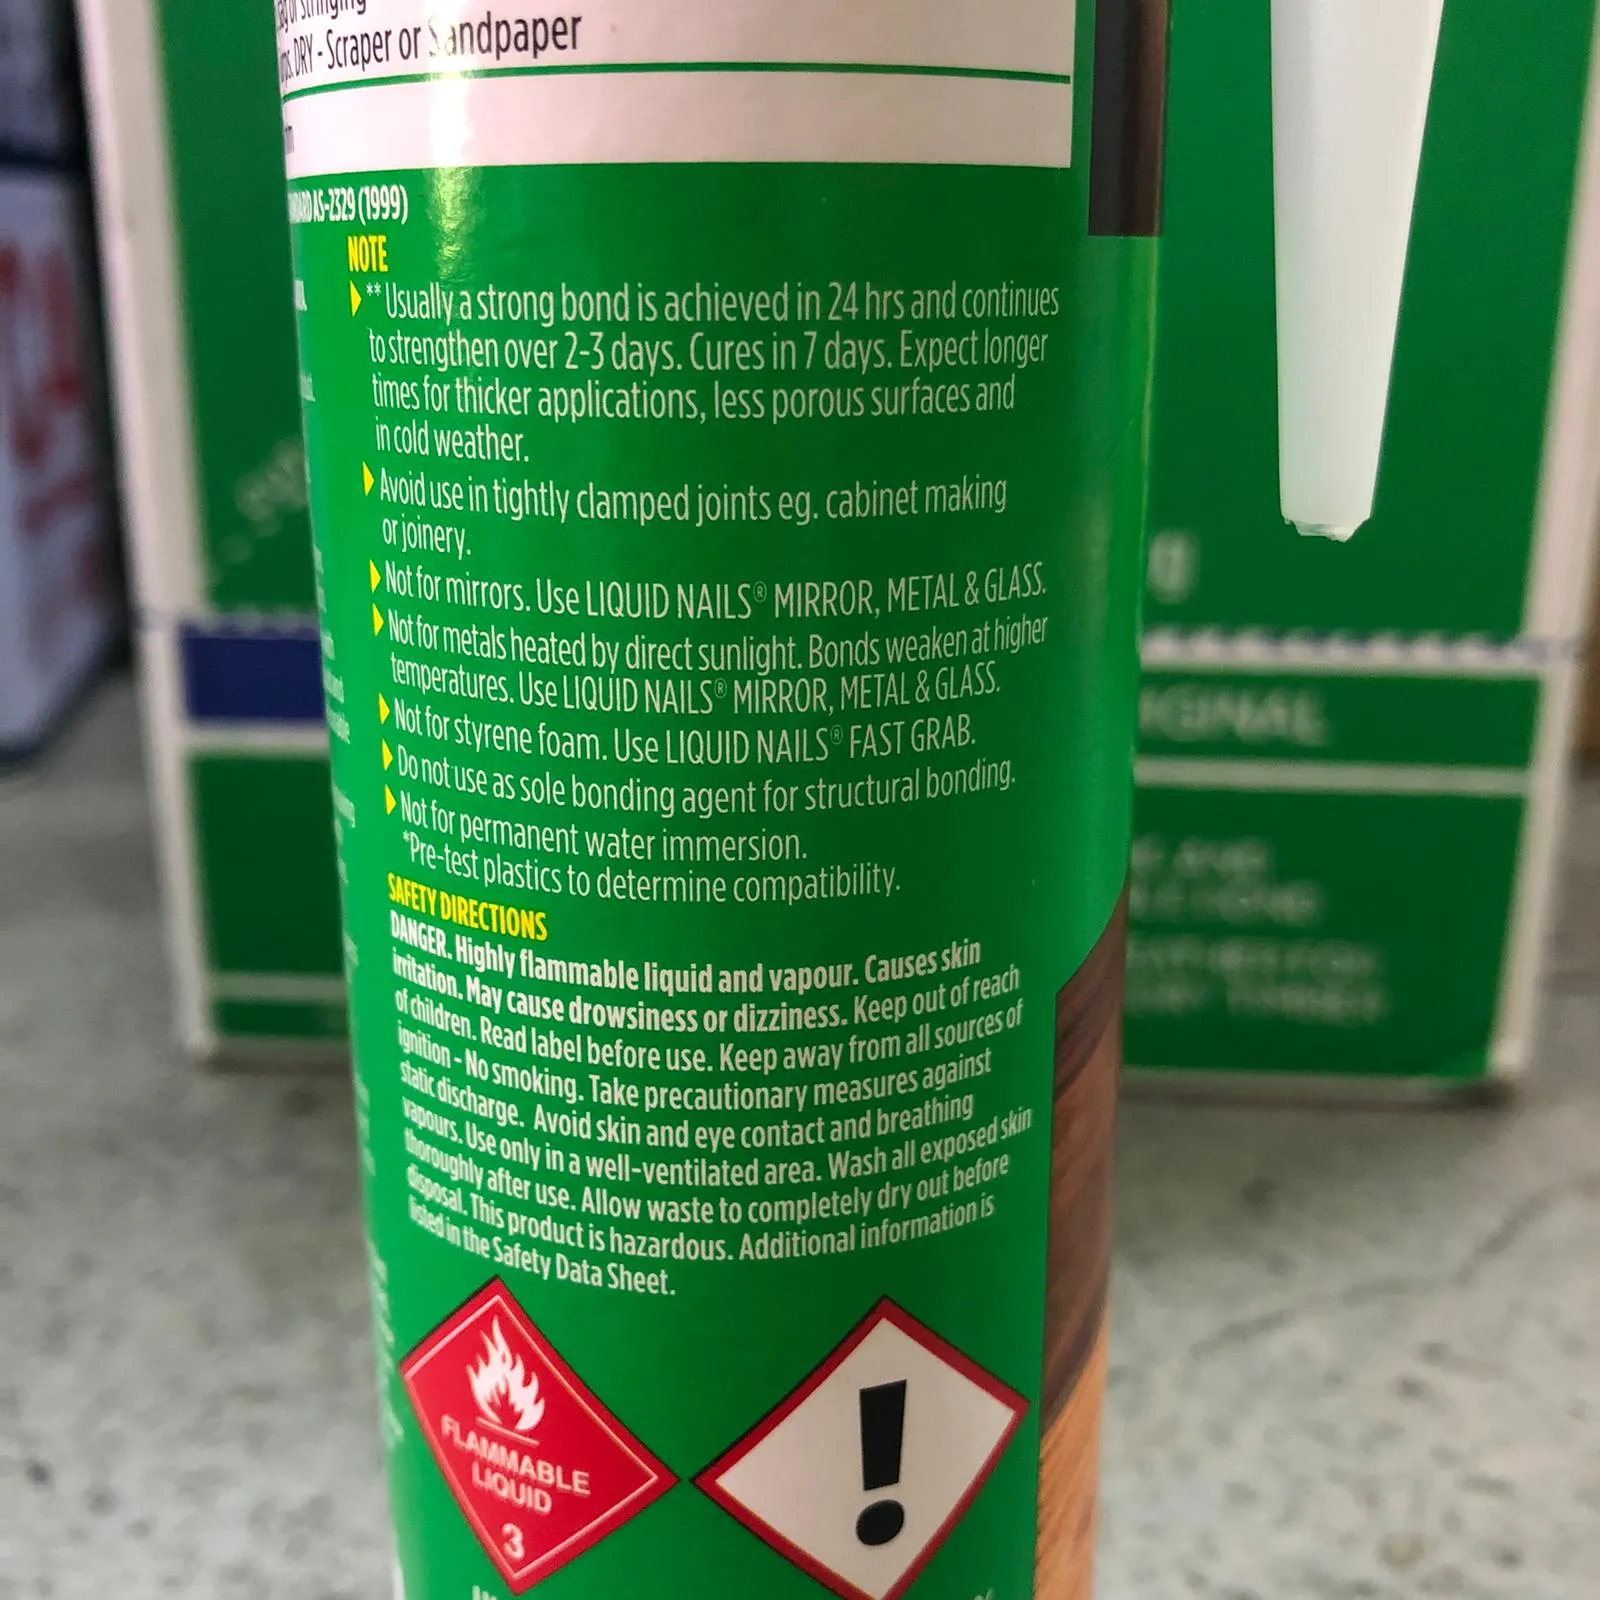 DRY - Scraper or Sandpaper
AS-2329 (1999)
NOTE
** Usually a strong bond is achieved in 24 hrs and continues
to strengthen over 2-3 days. Cures in 7 days. Expect longer
times for thicker applications, less porous surfaces and
in cold weather.
Avoid use in tightly clamped joints eg. cabinet making
or joinery.
Not for mirrors. Use LIQUID NAILS® MIRROR, METAL & GLASS.
Not for metals heated by direct sunlight. Bonds weaken at higher
temperatures. Use LIQUID NAILS® MIRROR, METAL & GLASS.
Not for styrene foam. Use LIQUID NAILS® FAST GRAB.
Do not use as sole bonding agent for structural bonding.
Not for permanent water immersion.
*Pre-test plastics to determine compatibility.
SAFETY DIRECTIONS
DANGER. Highly flammable liquid and vapour. Causes skin
irritation. May cause drowsiness or dizziness. Keep out of reach
of children. Read label before use. Keep away from all sources of
ignition - No smoking. Take precautionary measures against
static discharge. Avoid skin and eye contact and breathing
vapours. Use only in a well-ventilated area. Wash all exposed skin
thoroughly after use. Allow waste to completely dry out before
disposal. This product is hazardous. Additional information is
listed in the Safety Data Sheet.
FLAMMABLE
LIQUID
3